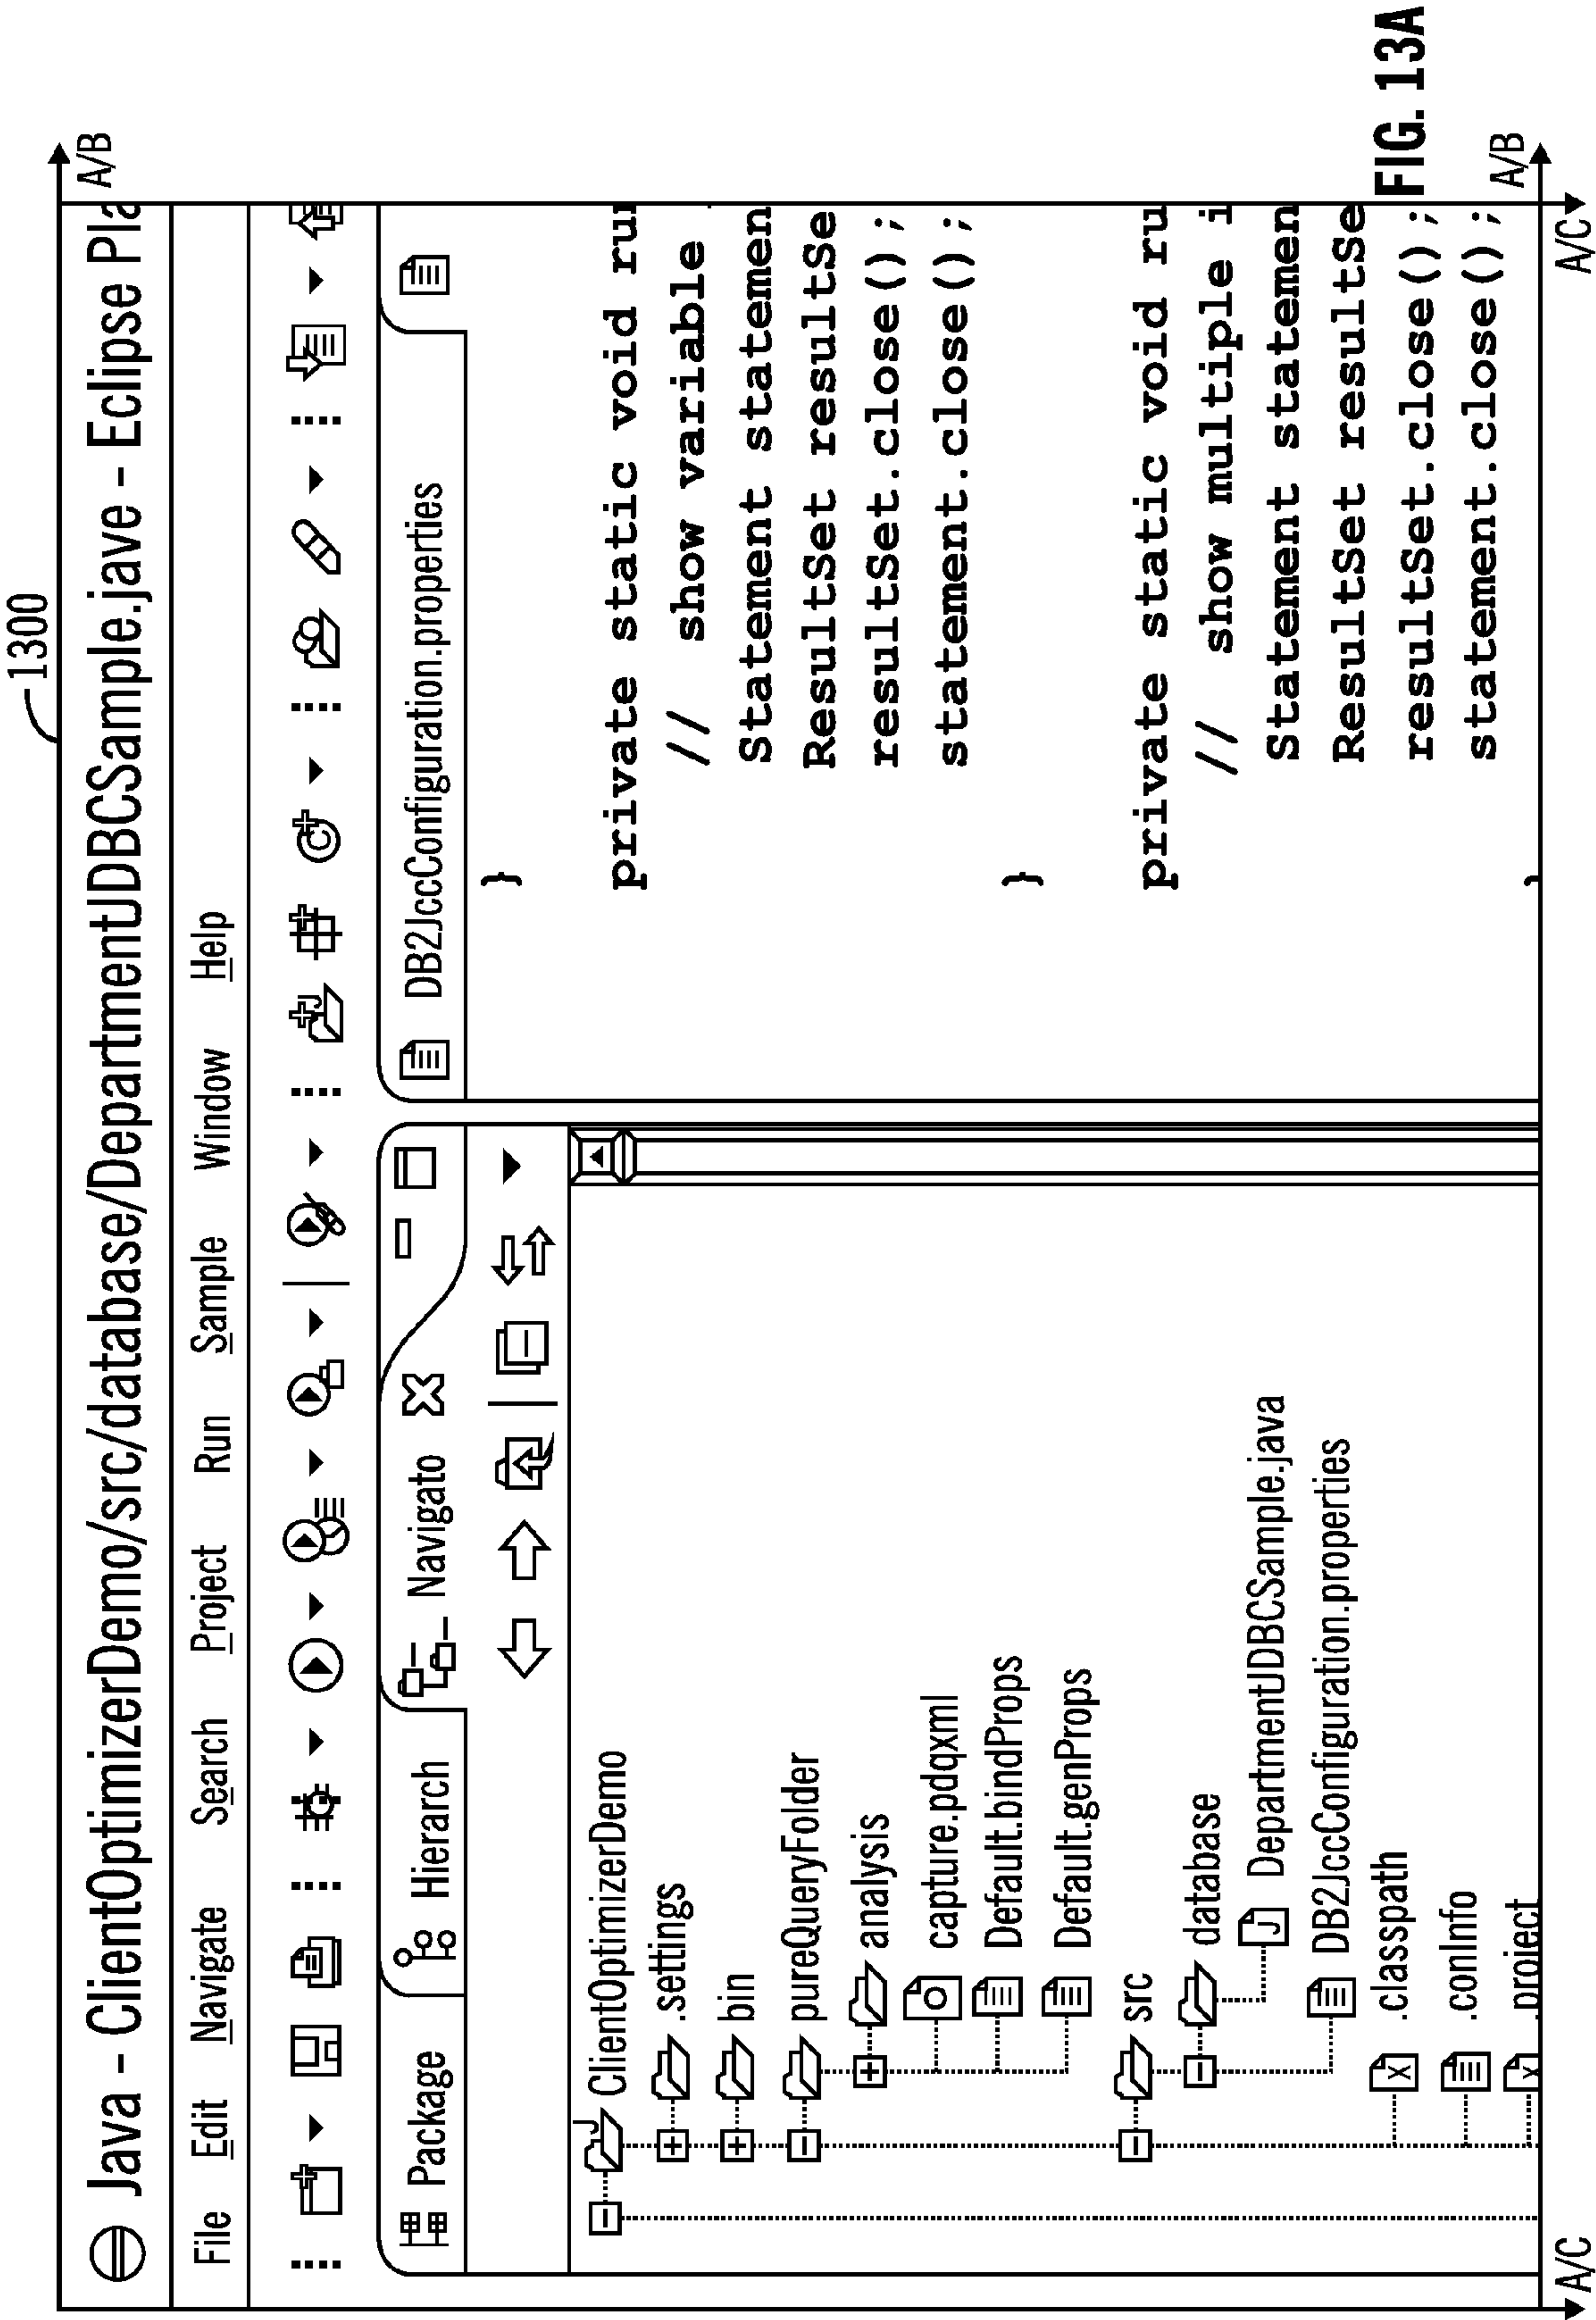 1300
A/B
Java - ClientOptimizerDemo/src/database/DepartmentJDBCSample.jave - Eclipse Pla
File Edit Navigate Search Project Run Sample Window Help
Package Hierarch Navigato
DB2JccConfiguration.properties
ClientOptimizerDemo
.settings
bin
pureQueryFolder
analysis
capture.pdqxml
Default.bindProps
Default.genProps
src
database
DepartmentJDBCSample.java
DB2JccConfiguration.properties
.classpath
.conInfo
.project
}
private static void run
// show variable
Statement statemen
ResultSet resultSe
resultSet.close();
statement.close();
}
private static void ru
// show multiple i
Statement statemen
ResultSet resultSe
resultSet.close();
statement.close();
}
A/B
A/C
A/C
FIG. 13A